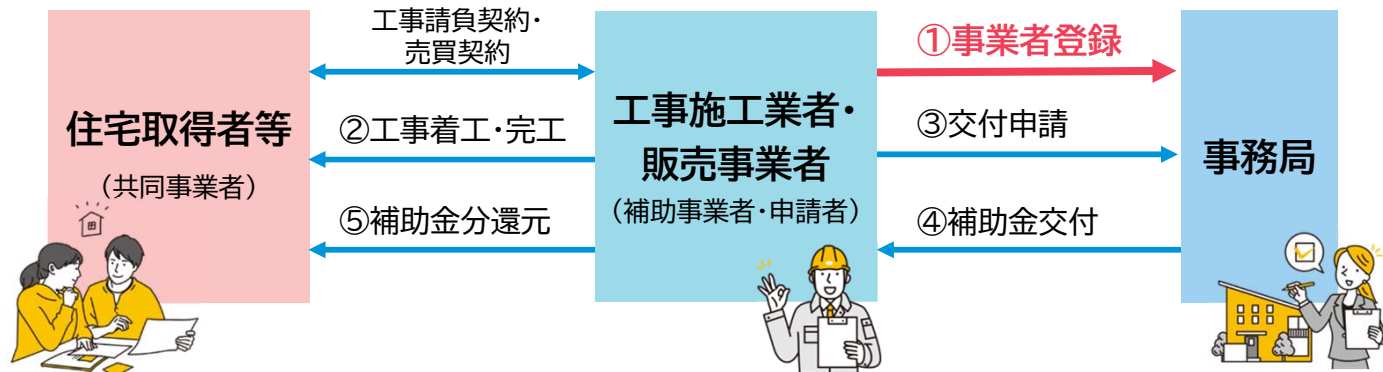 住宅取得者等
（共同事業者）
工事請負契約・
売買契約
②工事着工・完工
⑤補助金分還元
工事施工業者・
販売事業者
（補助事業者・申請者）
①事業者登録
③交付申請
④補助金交付
事務局